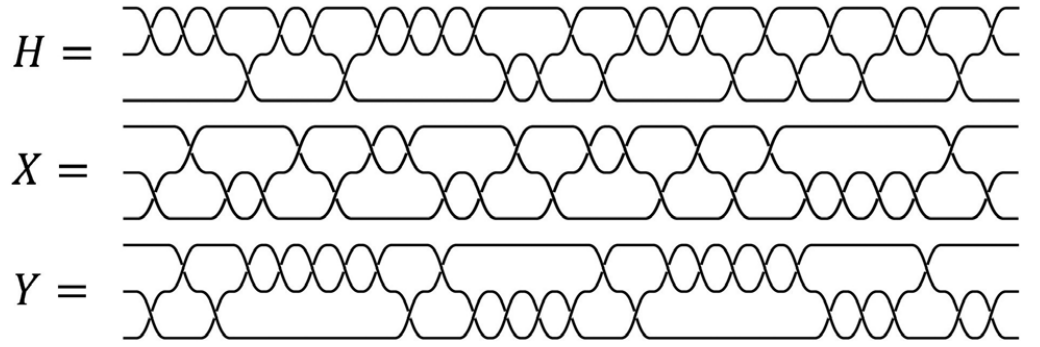 H =
X =
Y =